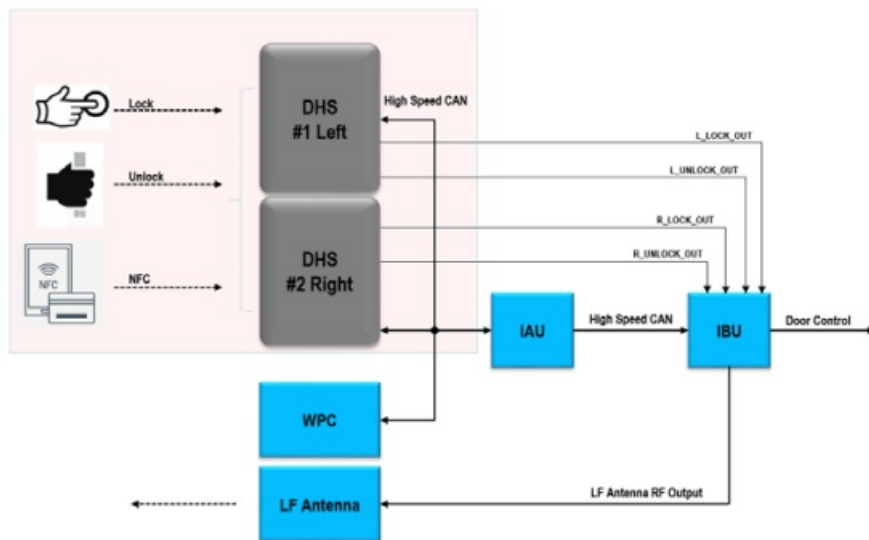 Lock
Unlock
NFC
NFC
DHS
#1 Left
DHS
#2 Right
High Speed CAN
L_LOCK_OUT
L_UNLOCK_OUT
R_LOCK_OUT
R_UNLOCK_OUT
IAU
High Speed CAN
IBU
Door Control
WPC
LF Antenna
LF Antenna RF Output